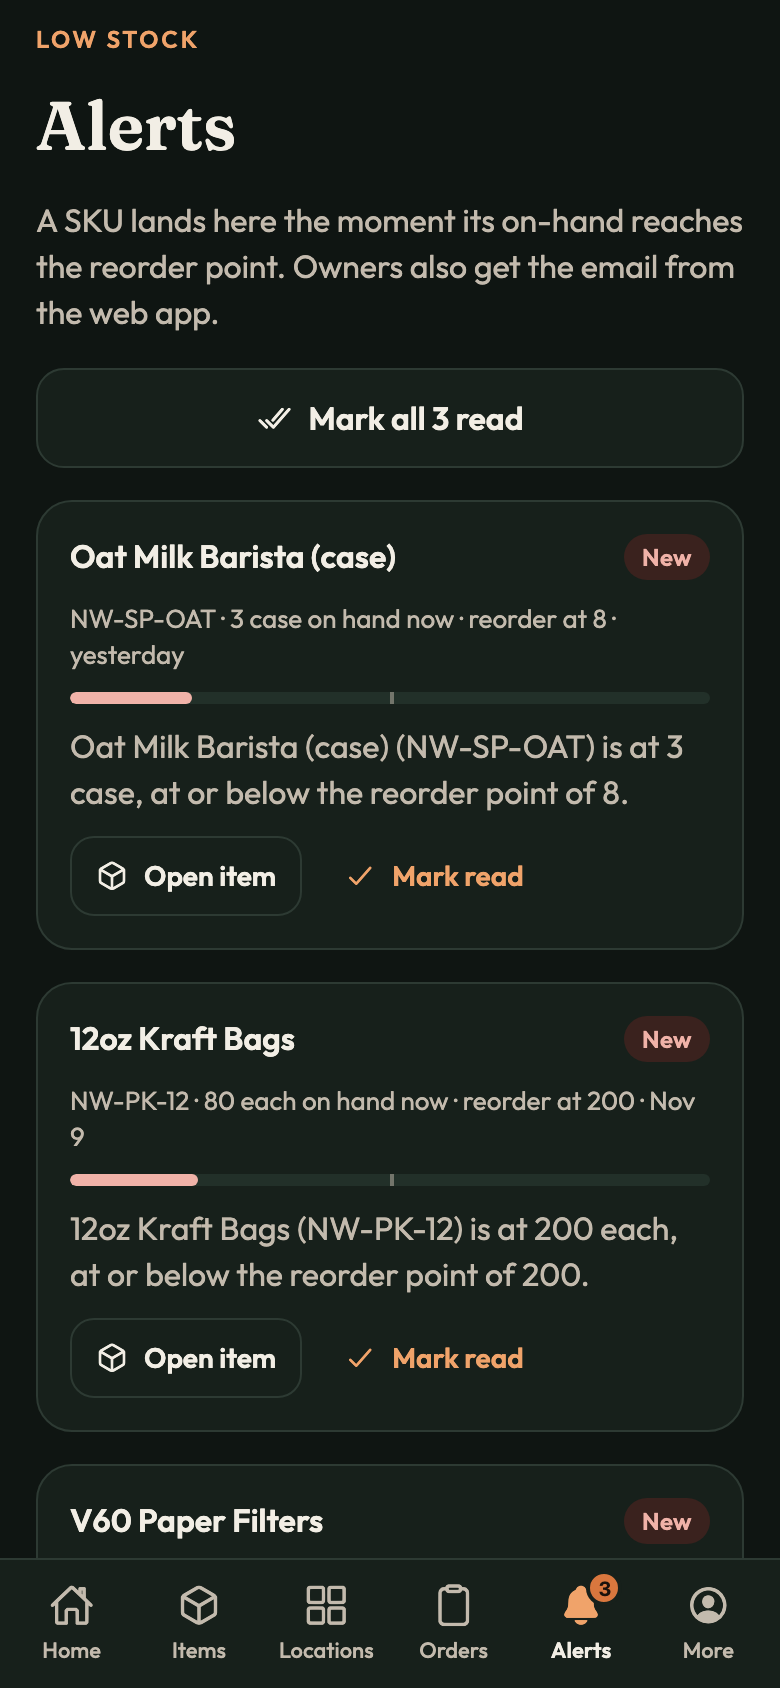 LOW STOCK
Alerts
A SKU lands here the moment its on-hand reaches
the reorder point. Owners also get the email from
the web app.
Mark all 3 read
Oat Milk Barista (case)
New
NW-SP-OAT · 3 case on hand now · reorder at 8 ·
yesterday
Oat Milk Barista (case) (NW-SP-OAT) is at 3
case, at or below the reorder point of 8.
Open item
Mark read
12oz Kraft Bags
New
NW-PK-12 · 80 each on hand now · reorder at 200 · Nov
9
12oz Kraft Bags (NW-PK-12) is at 200 each,
at or below the reorder point of 200.
Open item
Mark read
V60 Paper Filters
New
3
Home
Items
Locations
Orders
Alerts
More